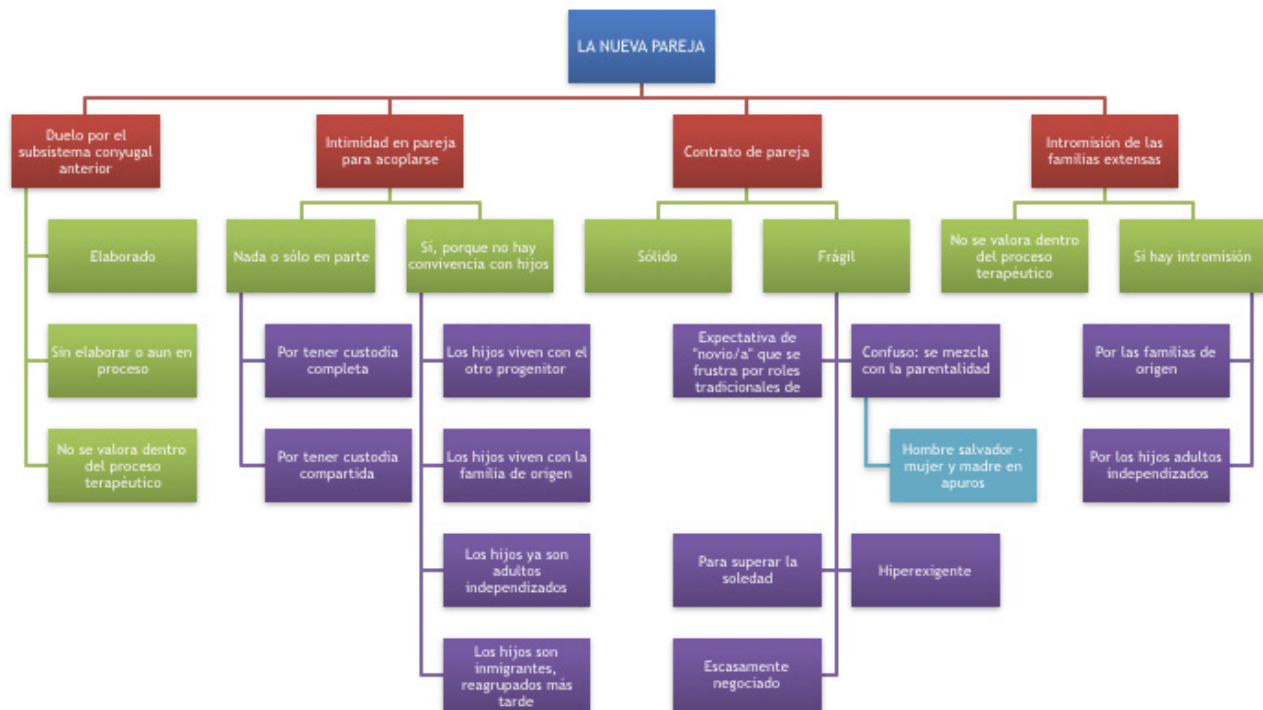 LA NUEVA PAREJA
Duelo por el
subsistema conyugal
anterior
Intimidad en pareja
para acoplarse
Contrato de pareja
Intromisión de las
familias extensas
Elaborado
Nada o sólo en parte
Sí, porque no hay
convivencia con hijos
Sólido
Frágil
No se valora dentro
del proceso
terapéutico
Sí hay intromisión
Sin elaborar o aun en
proceso
Por tener custodia
completa
Los hijos viven con el
otro progenitor
Expectativa de
"novio/a" que se
frustra por roles
tradicionales de
Confuso: se mezcla
con la parentalidad
Por las familias de
origen
No se valora dentro
del proceso
terapéutico
Por tener custodia
compartida
Los hijos viven con la
familia de origen
Hombre salvador -
mujer y madre en
apuros
Por los hijos adultos
independizados
Los hijos ya son
adultos
independizados
Para superar la
soledad
Hiperexigente
Los hijos son
inmigrantes,
reagrupados más
tarde
Escasamente
negociado